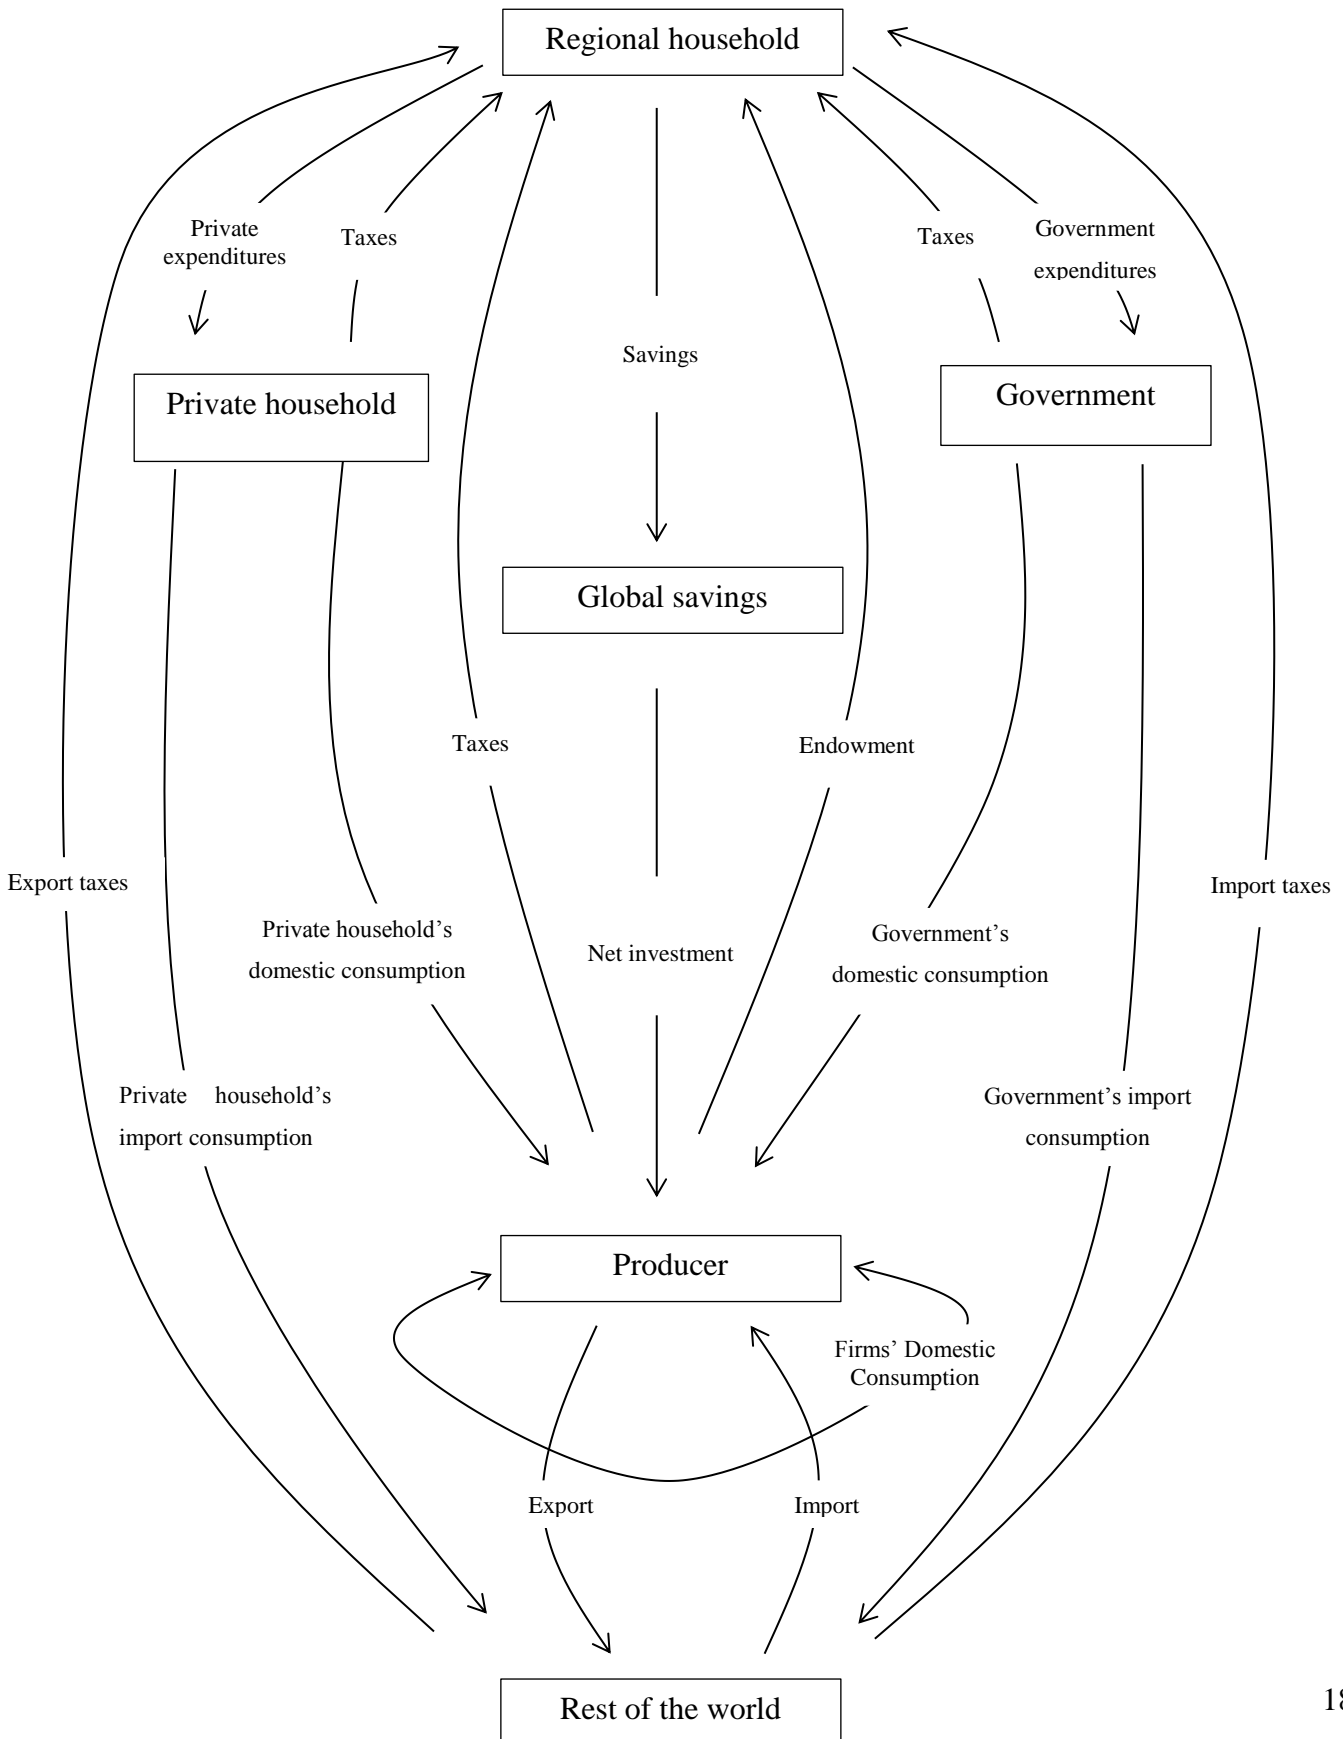 Regional household
Private
expenditures
Taxes
Taxes
Government
expenditures
Savings
Private household
Government
Global savings
Taxes
Endowment
Export taxes
Import taxes
Private household’s
domestic consumption
Net investment
Government’s
domestic consumption
Private household’s
import consumption
Government’s import
consumption
Producer
Firms’ Domestic
Consumption
Export
Import
Rest of the world
18